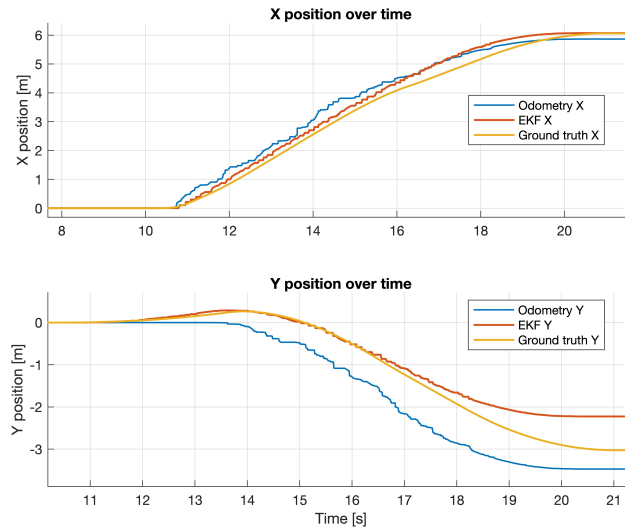 X position over time
X position [m]
6
5
4
3
2
1
0
Odometry X
EKF X
Ground truth X
8 10 12 14 16 18 20
Y position over time
Y position [m]
0
-1
-2
-3
Odometry Y
EKF Y
Ground truth Y
11 12 13 14 15 16 17 18 19 20 21
Time [s]